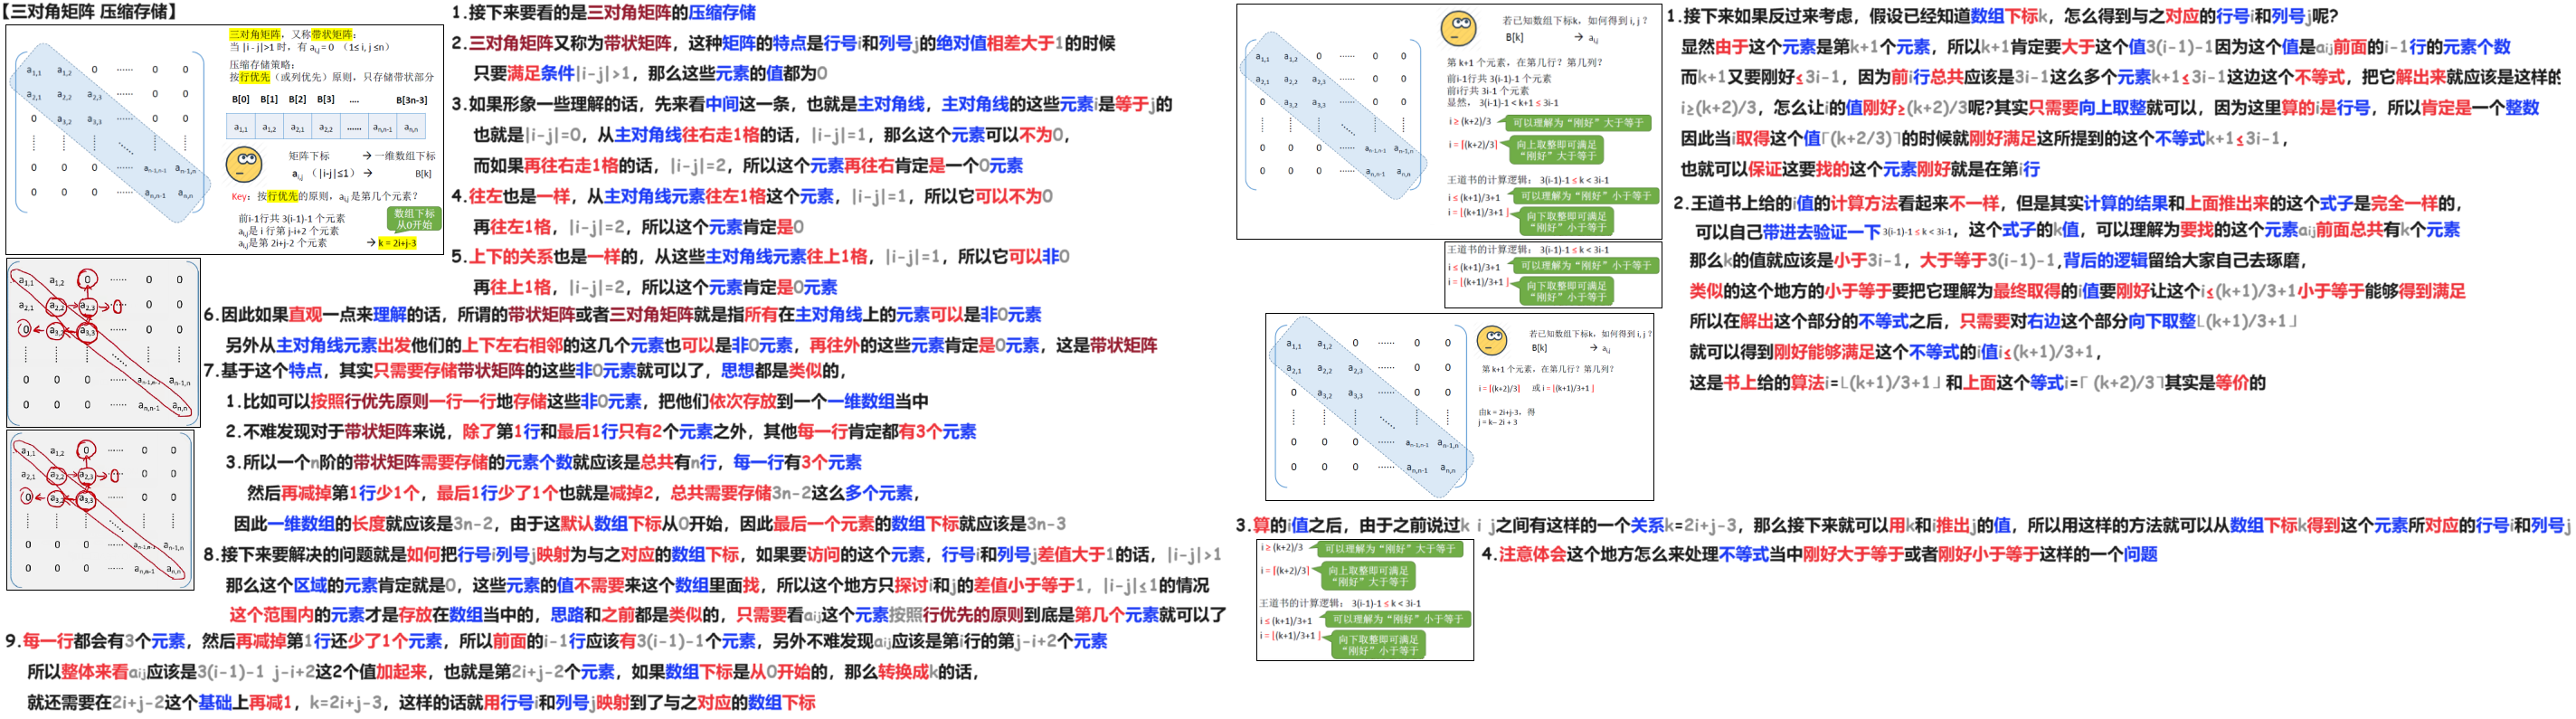 【三对角矩阵 压缩存储】
三对角矩阵，又称带状矩阵：
当 |i - j|>1 时，有 ai,j = 0 （1≤ i, j ≤n）
压缩存储策略：
按行优先（或列优先）原则，只存储带状部分
B[0] B[1] B[2] B[3] .... B[3n-3]
a1,1 a1,2 a2,1 a2,2 ...... an,n-1 an,n
矩阵下标 → 一维数组下标
ai,j （|i-j|≤1） → B[k]
Key：按行优先的原则，ai,j 是第几个元素？
前i-1行共 3(i-1)-1 个元素
ai,j是 i 行第 j-i+2 个元素
ai,j是第 2i+j-2 个元素
数组下标
从0开始
→ k = 2i+j-3
a1,1 a1,2 0 ...... 0 0
a2,1 a2,2 a2,3 ...... 0 0
0 a3,2 a3,3 ...... 0 0
0 0 0 ...... an-1,n-1 an-1,n
0 0 0 ...... an,n-1 an,n
1.接下来要看的是三对角矩阵的压缩存储
2.三对角矩阵又称为带状矩阵，这种矩阵的特点是行号i和列号j的绝对值相差大于1的时候
只要满足条件|i-j|>1，那么这些元素的值都为0
3.如果形象一些理解的话，先来看中间这一条，也就是主对角线，主对角线的这些元素i是等于j的
也就是|i-j|=0，从主对角线往右走1格的话，|i-j|=1，那么这个元素可以不为0，
而如果再往右走1格的话，|i-j|=2，所以这个元素再往右肯定是一个0元素
4.往左也是一样，从主对角线元素往左1格这个元素，|i-j|=1，所以它可以不为0
再往左1格，|i-j|=2，所以这个元素肯定是0
5.上下的关系也是一样的，从这些主对角线元素往上1格，|i-j|=1，所以它可以非0
再往上1格，|i-j|=2，所以这个元素肯定是0元素
6.因此如果直观一点来理解的话，所谓的带状矩阵或者三对角矩阵就是指所有在主对角线上的元素可以是非0元素
另外从主对角线元素出发他们的上下左右相邻的这几个元素也可以是非0元素，再往外的这些元素肯定是0元素，这是带状矩阵
7.基于这个特点，其实只需要存储带状矩阵的这些非0元素就可以了，思想都是类似的，
1.比如可以按照行优先原则一行一行地存储这些非0元素，把他们依次存放到一个一维数组当中
2.不难发现对于带状矩阵来说，除了第1行和最后1行只有2个元素之外，其他每一行肯定都有3个元素
3.所以一个n阶的带状矩阵需要存储的元素个数就应该是总共有n行，每一行有3个元素
然后再减掉第1行少1个，最后1行少了1个也就是减掉2，总共需要存储3n-2这么多个元素，
因此一维数组的长度就应该是3n-2，由于这默认数组下标从0开始，因此最后一个元素的数组下标就应该是3n-3
8.接下来要解决的问题就是如何把行号i列号j映射为与之对应的数组下标，如果要访问的这个元素，行号i和列号j差值大于1的话，|i-j|>1
那么这个区域的元素肯定就是0，这些元素的值不需要来这个数组里面找，所以这个地方只探讨i和j的差值小于等于1，|i-j|≤1的情况
这个范围内的元素才是存放在数组当中的，思路和之前都是类似的，只需要看aij这个元素按照行优先的原则到底是第几个元素就可以了
9.每一行都会有3个元素，然后再减掉第1行还少了1个元素，所以前面的i-1行应该有3(i-1)-1个元素，另外不难发现aij应该是第i行的第j-i+2个元素
所以整体来看aij应该是3(i-1)-1 j-i+2这2个值加起来，也就是第2i+j-2个元素，如果数组下标是从0开始的，那么转换成k的话，
就还需要在2i+j-2这个基础上再减1，k=2i+j-3，这样的话就用行号i和列号j映射到了与之对应的数组下标
若已知数组下标k，如何得到 i, j ？
B[k] → ai,j
第 k+1 个元素，在第几行？第几列？
前i-1行共 3(i-1)-1 个元素
前i行共 3i-1 个元素
显然， 3(i-1)-1 < k+1 ≤ 3i-1
i ≥ (k+2)/3 可以理解为“刚好”大于等于
i = ⌈(k+2)/3⌉ 向上取整即可满足
“刚好”大于等于
王道书的计算逻辑： 3(i-1)-1 ≤ k < 3i-1
i ≤ (k+1)/3+1 可以理解为“刚好”小于等于
i = ⌊(k+1)/3+1 ⌋ 向下取整即可满足
“刚好”小于等于
王道书的计算逻辑： 3(i-1)-1 ≤ k < 3i-1
i ≤ (k+1)/3+1 可以理解为“刚好”小于等于
i = ⌊(k+1)/3+1 ⌋ 向下取整即可满足
“刚好”小于等于
若已知数组下标k，如何得到 i, j ？
B[k] → ai,j
第 k+1 个元素，在第几行？第几列？
i = ⌈(k+2)/3⌉ 或 i = ⌊(k+1)/3+1 ⌋
由k = 2i+j-3，得
j = k– 2i + 3
1.接下来如果反过来考虑，假设已经知道数组下标k，怎么得到与之对应的行号i和列号j呢?
显然由于这个元素是第k+1个元素，所以k+1肯定要大于这个值3(i-1)-1因为这个值是aij前面的i-1行的元素个数
而k+1又要刚好≤3i-1，因为前i行总共应该是3i-1这么多个元素k+1≤3i-1这边这个不等式，把它解出来就应该是这样的
i≥(k+2)/3，怎么让i的值刚好≥(k+2)/3呢?其实只需要向上取整就可以，因为这里算的i是行号，所以肯定是一个整数
因此当i取得这个值⌈(k+2/3)⌉的时候就刚好满足这所提到的这个不等式k+1≤3i-1，
也就可以保证这要找的这个元素刚好就是在第i行
2.王道书上给的i值的计算方法看起来不一样，但是其实计算的结果和上面推出来的这个式子是完全一样的，
可以自己带进去验证一下3(i-1)-1 ≤ k < 3i-1，这个式子的k值，可以理解为要找的这个元素aij前面总共有k个元素
那么k的值就应该是小于3i-1，大于等于3(i-1)-1,背后的逻辑留给大家自己去琢磨，
类似的这个地方的小于等于要把它理解为最终取得的i值要刚好让这个i≤(k+1)/3+1小于等于能够得到满足
所以在解出这个部分的不等式之后，只需要对右边这个部分向下取整⌊(k+1)/3+1⌋
就可以得到刚好能够满足这个不等式的i值i≤(k+1)/3+1，
这是书上给的算法i=⌊(k+1)/3+1⌋ 和上面这个等式i=⌈ (k+2)/3⌉其实是等价的
3.算的i值之后，由于之前说过k i j之间有这样的一个关系k=2i+j-3，那么接下来就可以用k和i推出j的值，所以用这样的方法就可以从数组下标k得到这个元素所对应的行号i和列号j
i ≥ (k+2)/3 可以理解为“刚好”大于等于
i = ⌈(k+2)/3⌉ 向上取整即可满足
“刚好”大于等于
王道书的计算逻辑： 3(i-1)-1 ≤ k < 3i-1
i ≤ (k+1)/3+1 可以理解为“刚好”小于等于
i = ⌊(k+1)/3+1 ⌋ 向下取整即可满足
“刚好”小于等于
4.注意体会这个地方怎么来处理不等式当中刚好大于等于或者刚好小于等于这样的一个问题